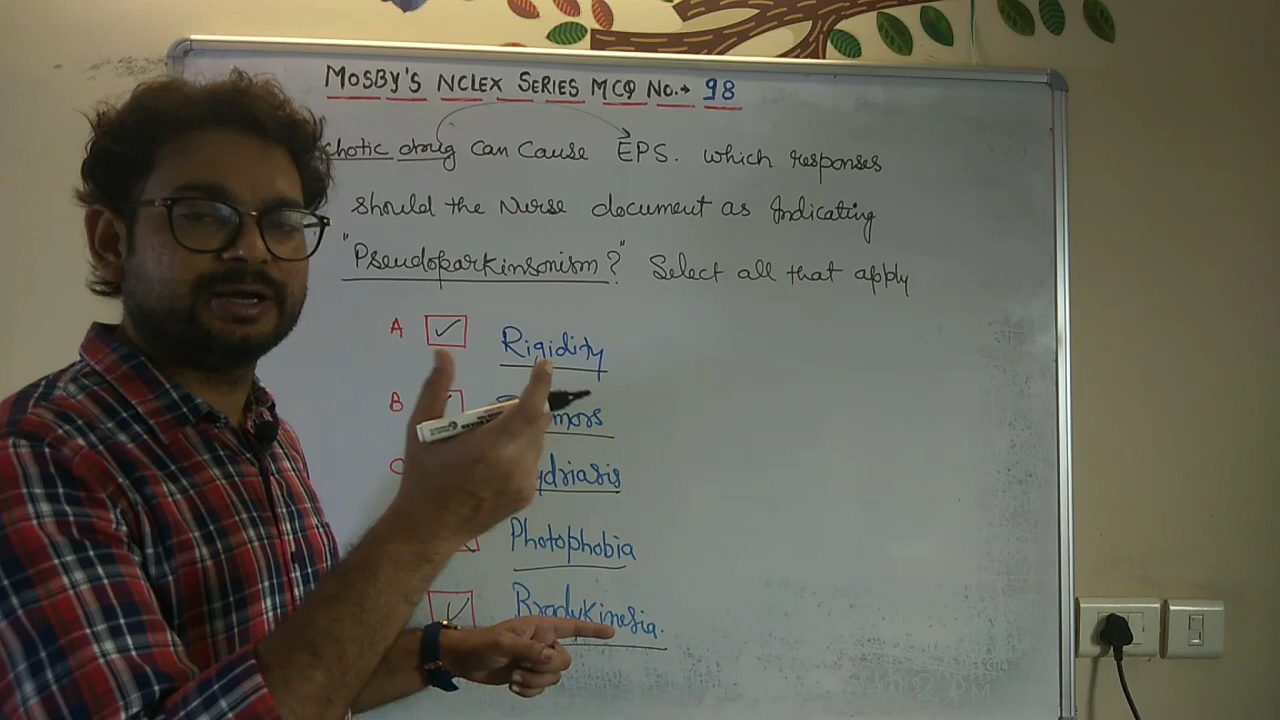 MOSBY'S NCLEX SERIES MCQ No. 98
chotic drug can cause EPS. which responses
should the Nurse document as Indicating
"Pseudoparkinsonism?" Select all that apply
A Rigidity
B mors
ydriasis
Photophobia
Bradykinesia.